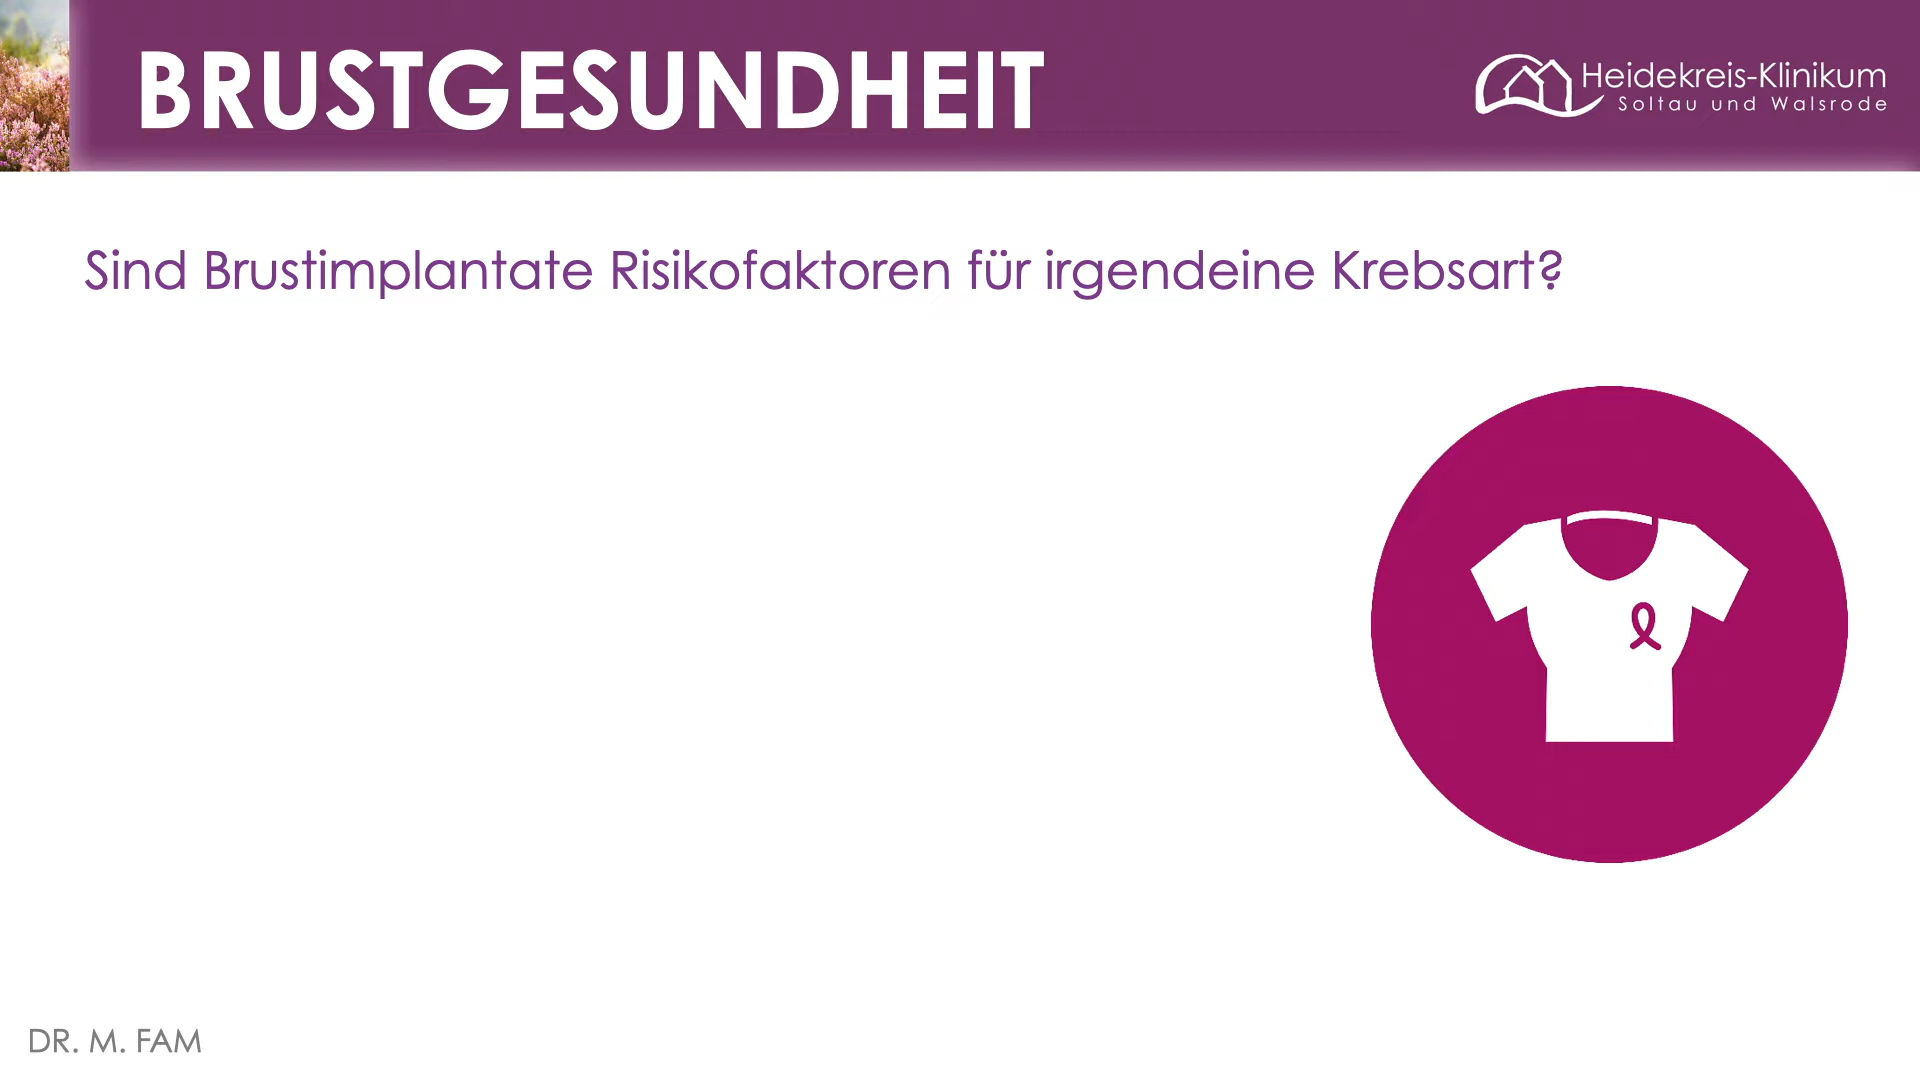 BRUSTGESUNDHEIT
Heidekreis-Klinikum
Soltau und Walsrode
Sind Brustimplantate Risikofaktoren für irgendeine Krebsart?
DR. M. FAM